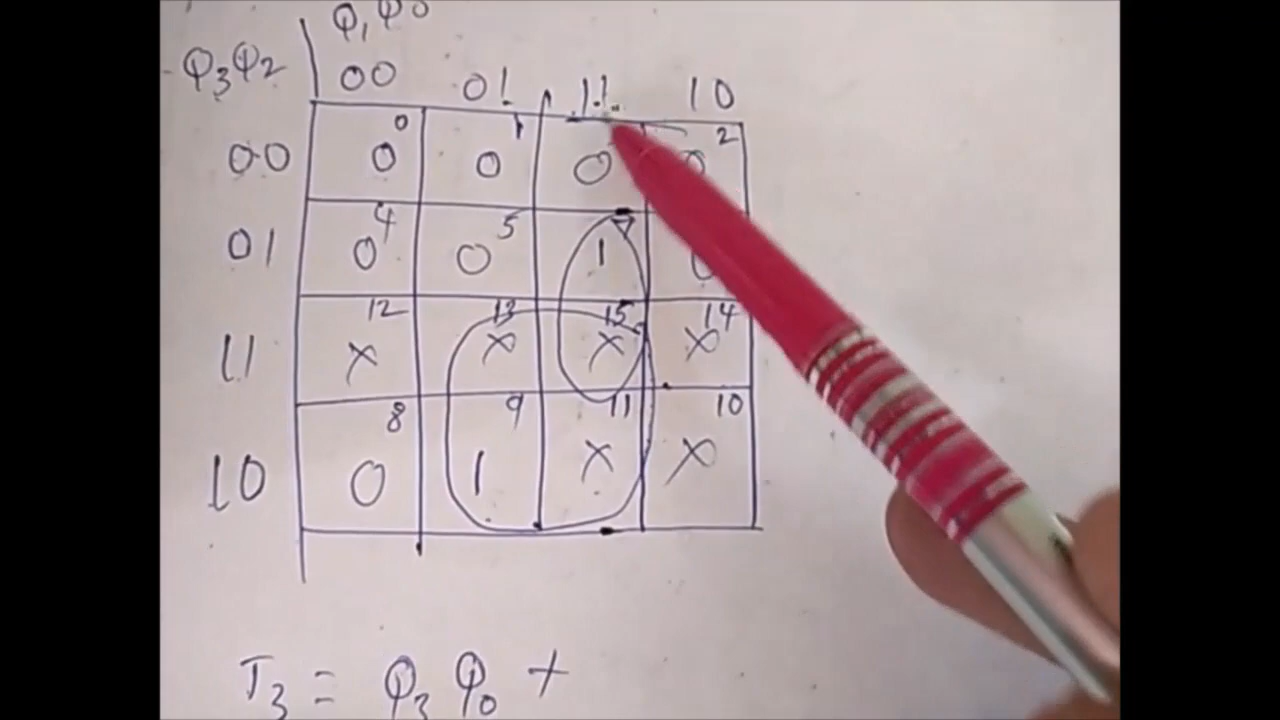 Q1Q0
Q3Q2 00 01 11 10
0 1 2
00 0 0 0 0
4 5 7
01 0 0 1 0
12 13 15 14
11 X X X X
8 9 11 10
10 0 1 X X
T3 = Q3 Q0 +